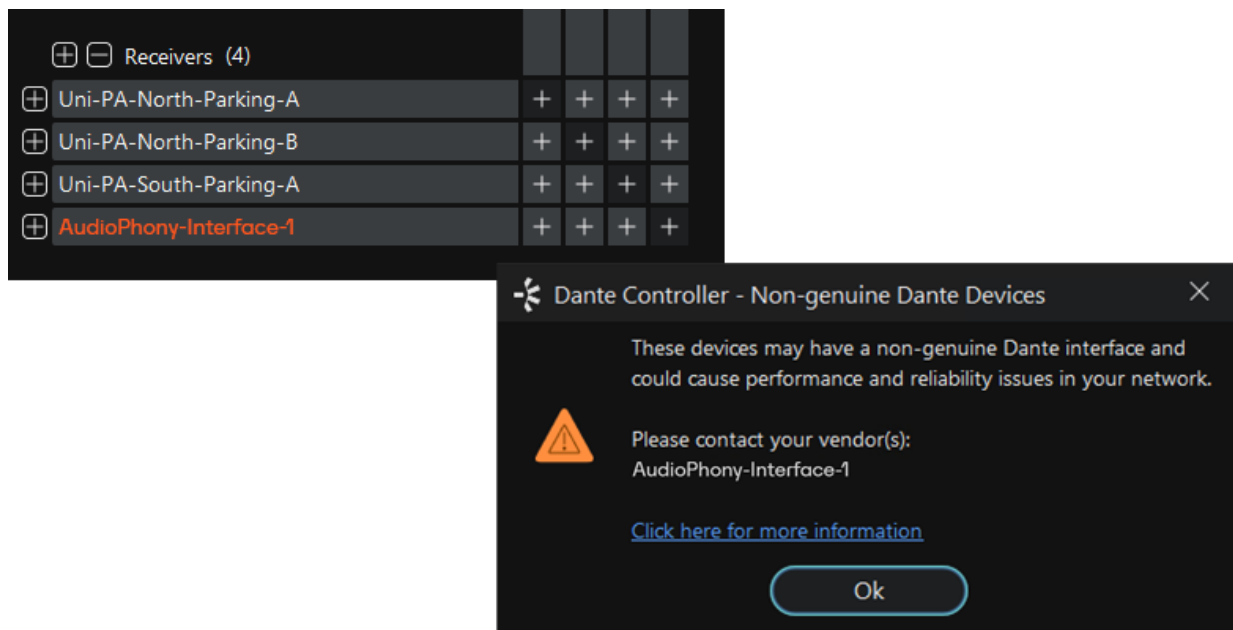 Receivers (4)
Uni-PA-North-Parking-A
Uni-PA-North-Parking-B
Uni-PA-South-Parking-A
AudioPhony-Interface-1
Dante Controller - Non-genuine Dante Devices
These devices may have a non-genuine Dante interface and
could cause performance and reliability issues in your network.
Please contact your vendor(s):
AudioPhony-Interface-1
Click here for more information
Ok